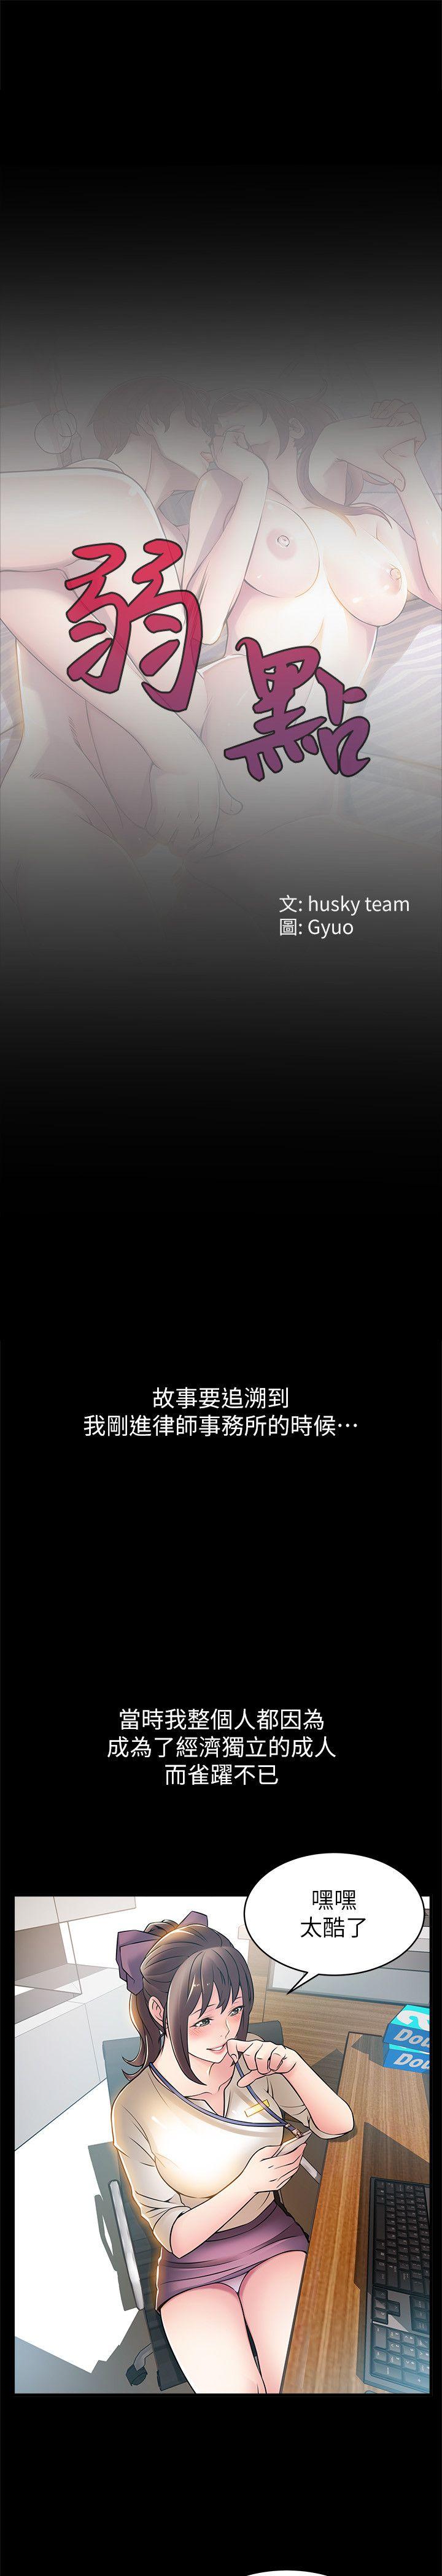 弱點
文: husky team
圖: Gyuo
故事要追溯到
我剛進律師事務所的時候⋯
當時我整個人都因為
成為了經濟獨立的成人
而雀躍不已
嘿嘿
太酷了
Dou
Dou